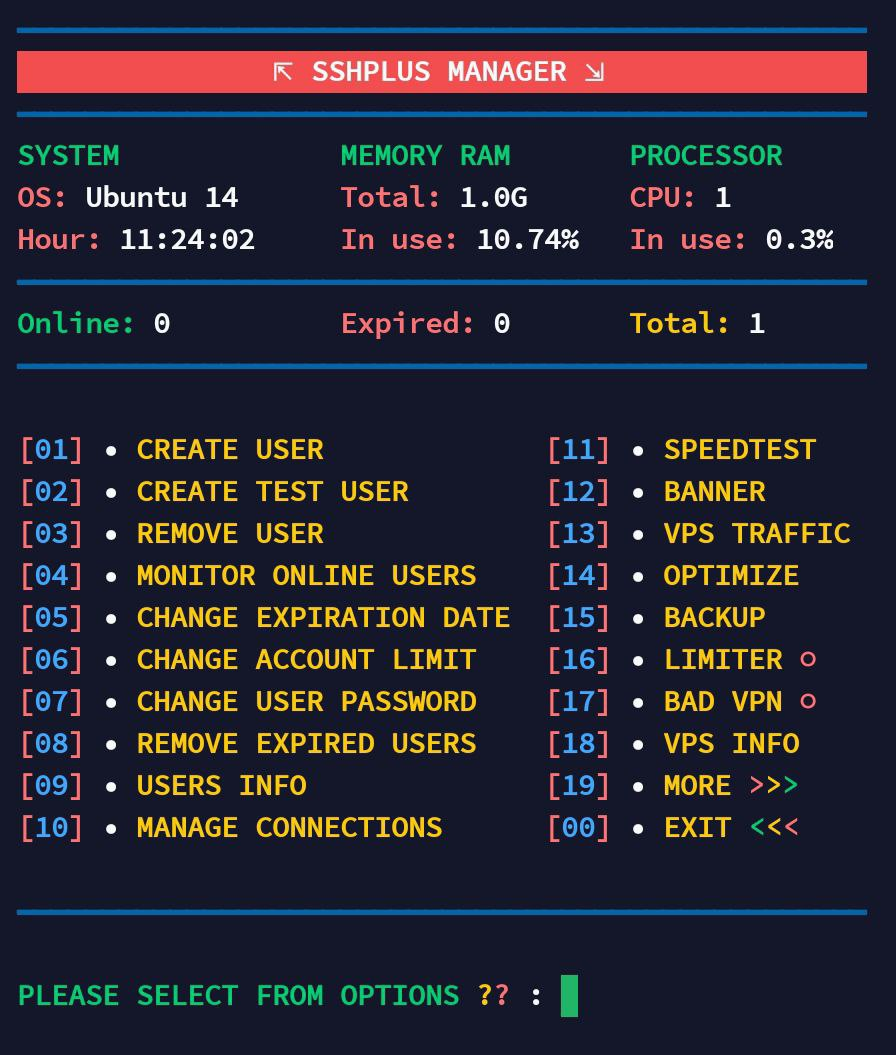 ⇱ SSHPLUS MANAGER ⇲
SYSTEM MEMORY RAM PROCESSOR
OS: Ubuntu 14 Total: 1.0G CPU: 1
Hour: 11:24:02 In use: 10.74% In use: 0.3%
Online: 0 Expired: 0 Total: 1
[01] • CREATE USER [11] • SPEEDTEST
[02] • CREATE TEST USER [12] • BANNER
[03] • REMOVE USER [13] • VPS TRAFFIC
[04] • MONITOR ONLINE USERS [14] • OPTIMIZE
[05] • CHANGE EXPIRATION DATE [15] • BACKUP
[06] • CHANGE ACCOUNT LIMIT [16] • LIMITER ○
[07] • CHANGE USER PASSWORD [17] • BAD VPN ○
[08] • REMOVE EXPIRED USERS [18] • VPS INFO
[09] • USERS INFO [19] • MORE >>>
[10] • MANAGE CONNECTIONS [00] • EXIT <<<
PLEASE SELECT FROM OPTIONS ?? :